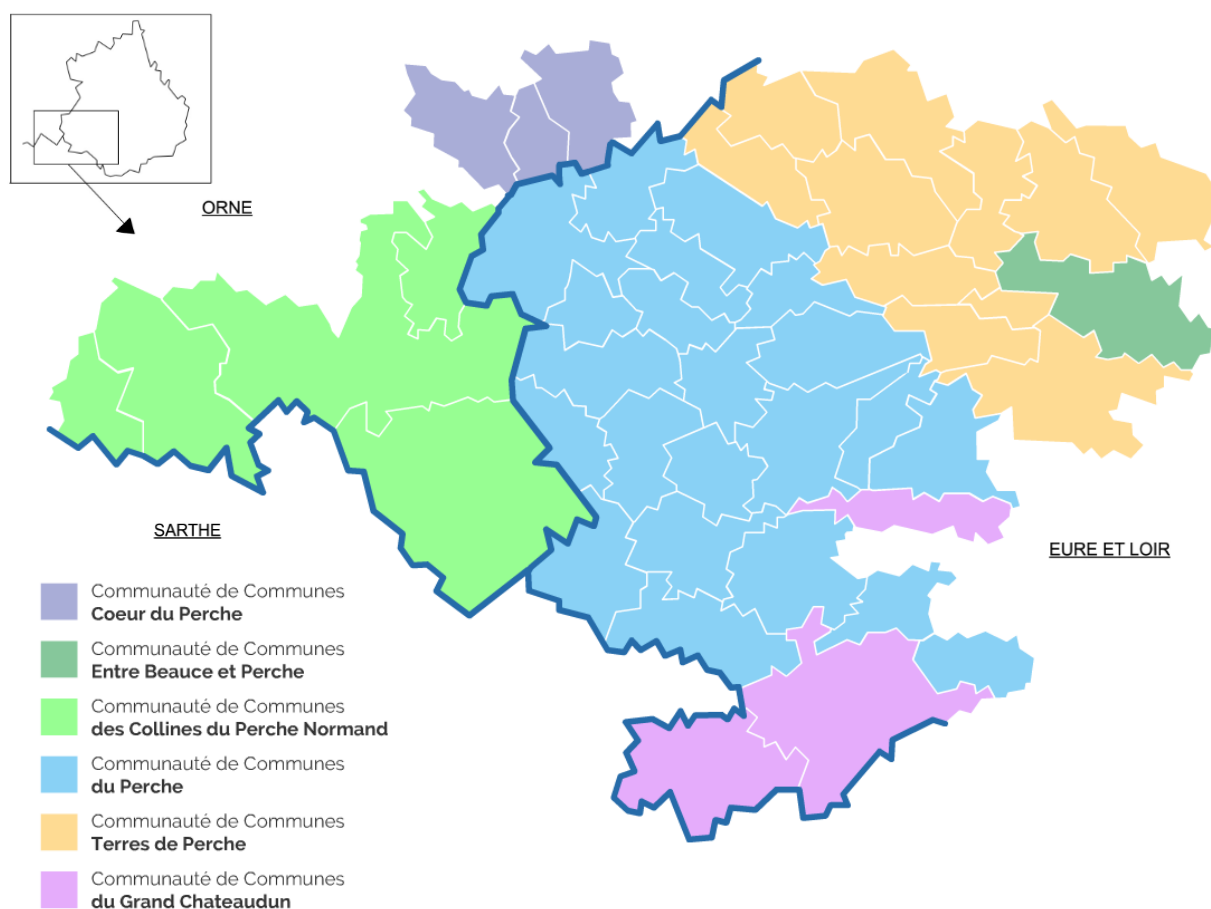 ORNE
SARTHE
EURE ET LOIR
Communauté de Communes
Coeur du Perche
Communauté de Communes
Entre Beauce et Perche
Communauté de Communes
des Collines du Perche Normand
Communauté de Communes
du Perche
Communauté de Communes
Terres de Perche
Communauté de Communes
du Grand Chateaudun